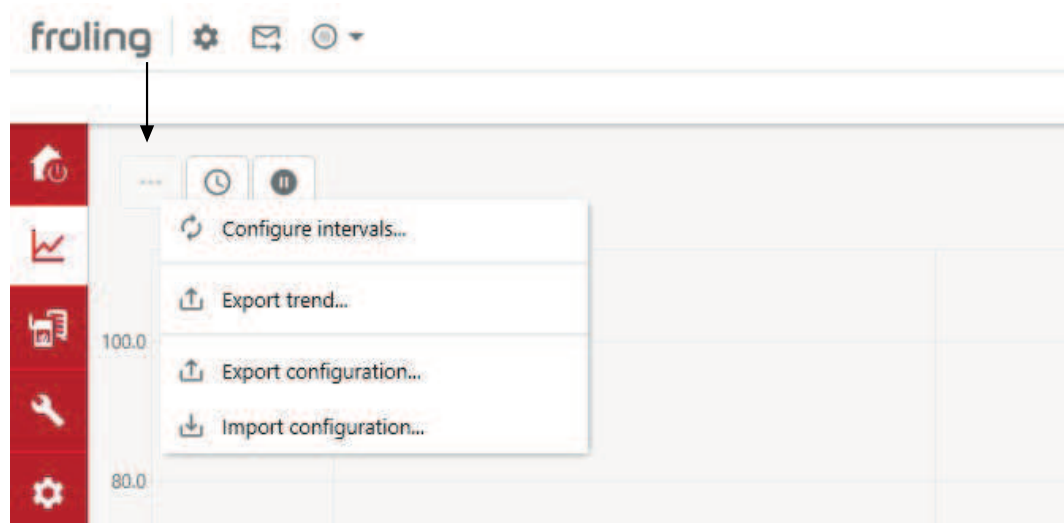 froling
Configure intervals...
Export trend...
100.0
Export configuration...
Import configuration...
80.0